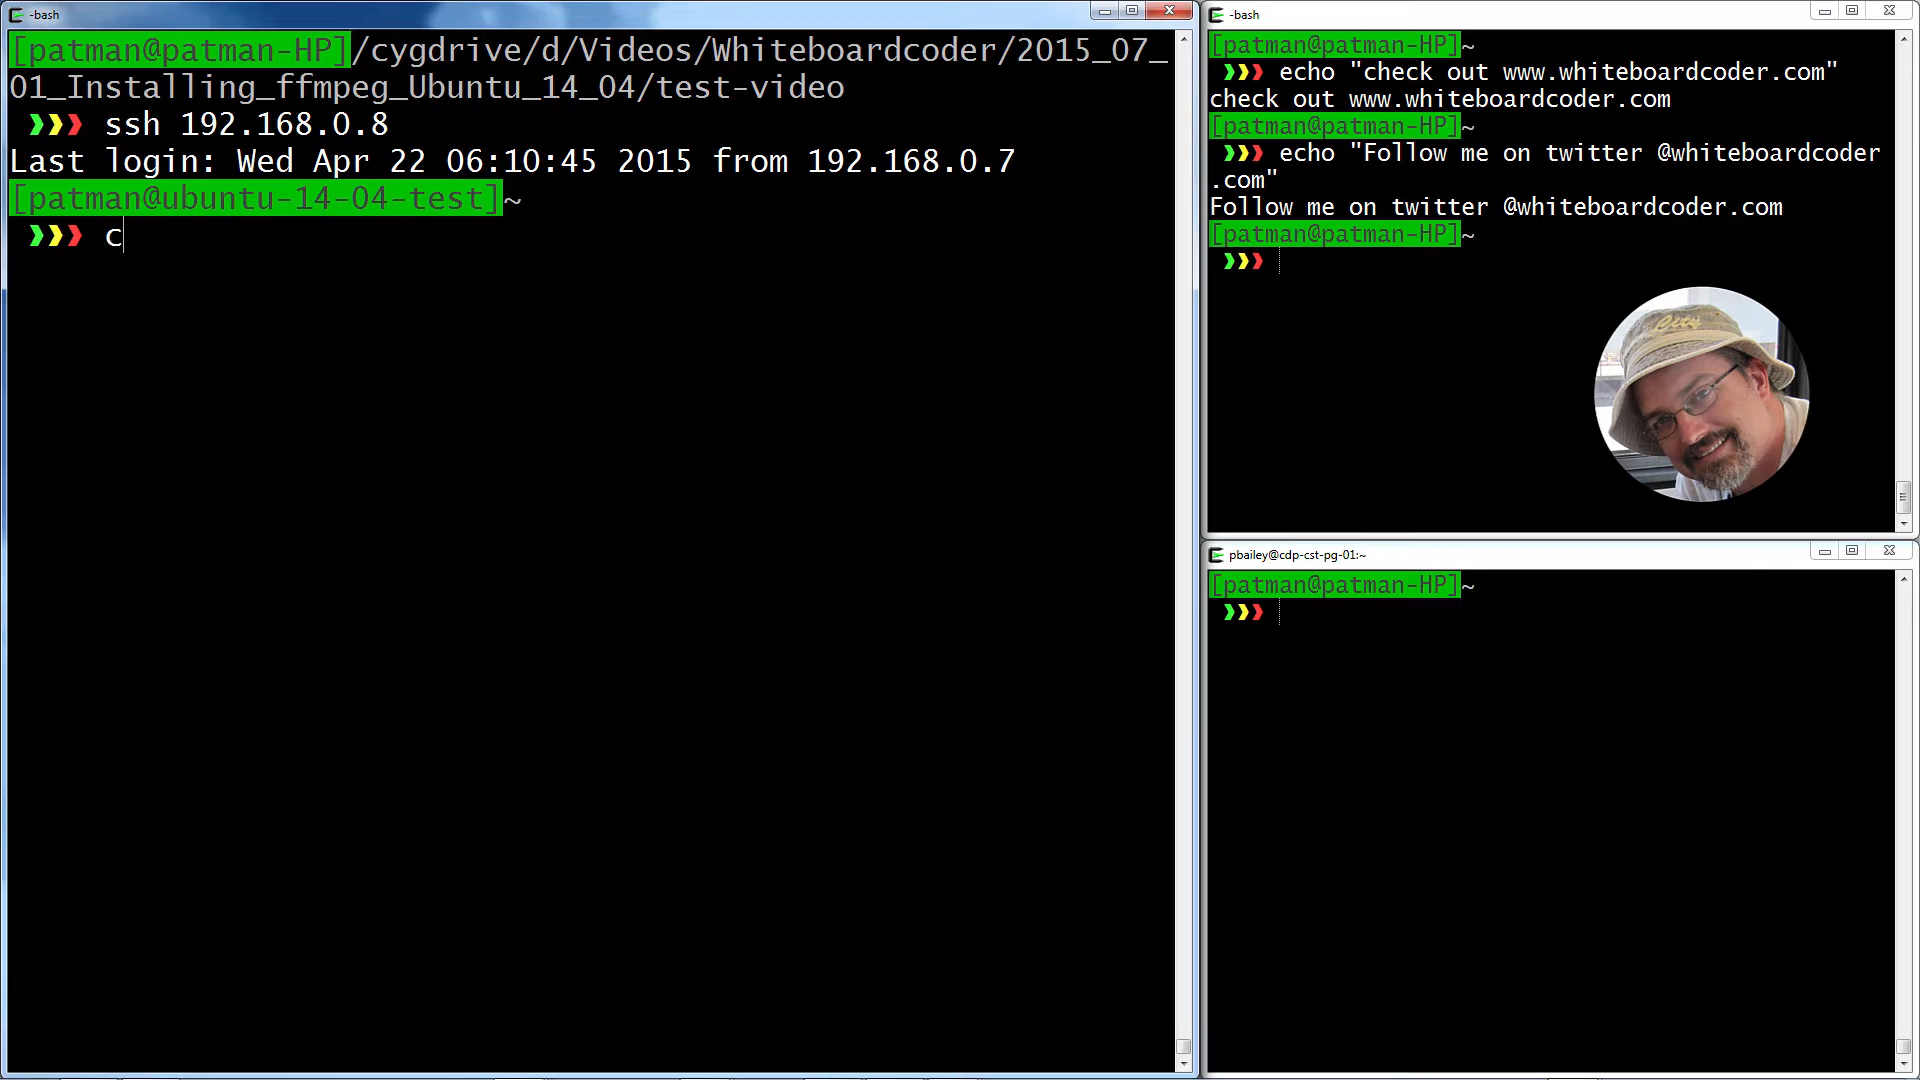 -bash
[patman@patman-HP]/cygdrive/d/Videos/Whiteboardcoder/2015_07_
01_Installing_ffmpeg_Ubuntu_14_04/test-video
❯❯❯ ssh 192.168.0.8
Last login: Wed Apr 22 06:10:45 2015 from 192.168.0.7
[patman@ubuntu-14-04-test]~
❯❯❯ c
-bash
[patman@patman-HP]~
❯❯❯ echo "check out www.whiteboardcoder.com"
check out www.whiteboardcoder.com
[patman@patman-HP]~
❯❯❯ echo "Follow me on twitter @whiteboardcoder
.com"
Follow me on twitter @whiteboardcoder.com
[patman@patman-HP]~
❯❯❯
City
pbailey@cdp-cst-pg-01:~
[patman@patman-HP]~
❯❯❯